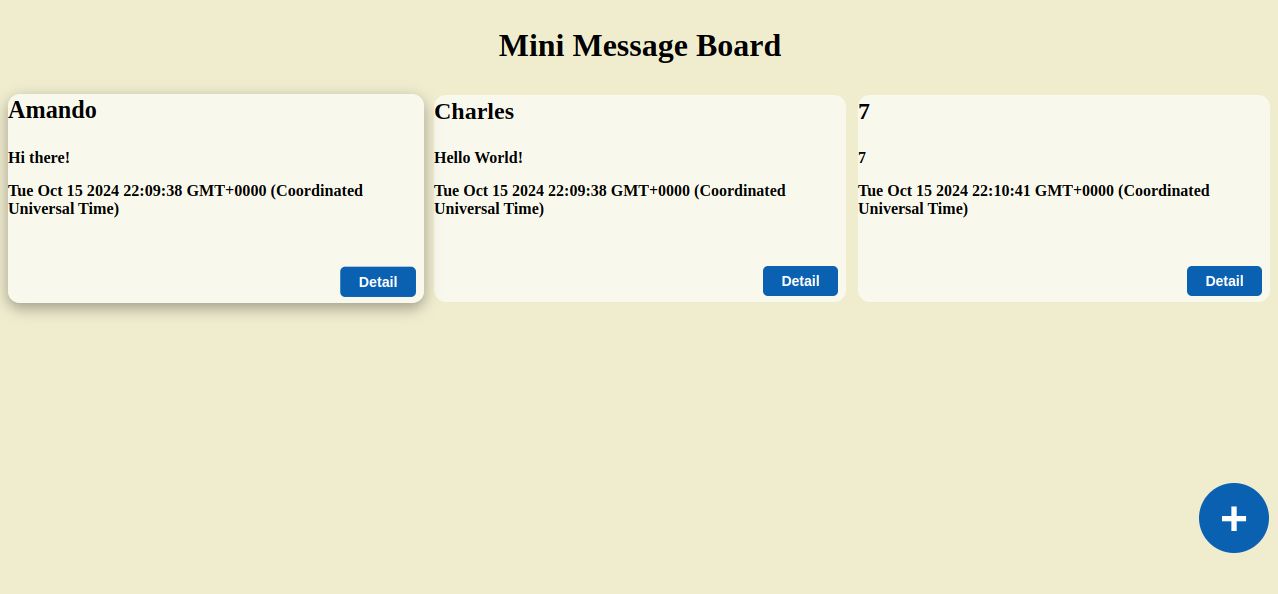 Mini Message Board
Amando
Hi there!
Tue Oct 15 2024 22:09:38 GMT+0000 (Coordinated
Universal Time)
Detail
Charles
Hello World!
Tue Oct 15 2024 22:09:38 GMT+0000 (Coordinated
Universal Time)
Detail
7
7
Tue Oct 15 2024 22:10:41 GMT+0000 (Coordinated
Universal Time)
Detail
+